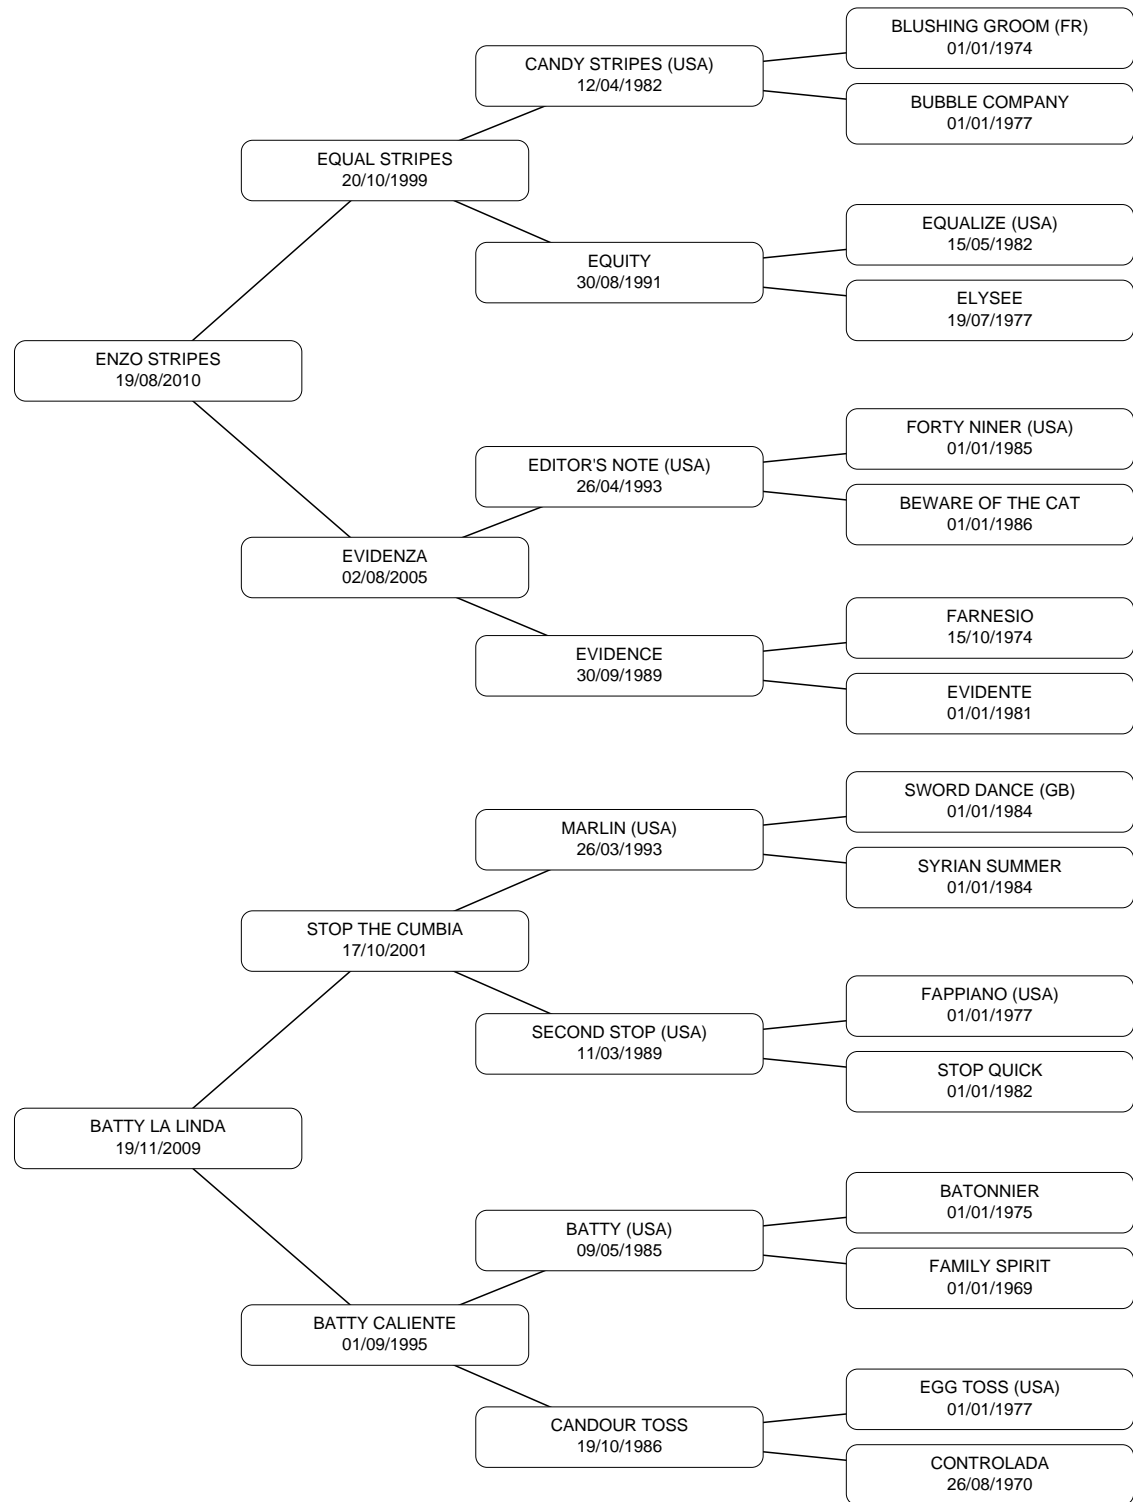 BLUSHING GROOM (FR)
01/01/1974
CANDY STRIPES (USA)
12/04/1982
BUBBLE COMPANY
01/01/1977
EQUAL STRIPES
20/10/1999
EQUALIZE (USA)
15/05/1982
EQUITY
30/08/1991
ELYSEE
19/07/1977
ENZO STRIPES
19/08/2010
FORTY NINER (USA)
01/01/1985
EDITOR'S NOTE (USA)
26/04/1993
BEWARE OF THE CAT
01/01/1986
EVIDENZA
02/08/2005
FARNESIO
15/10/1974
EVIDENCE
30/09/1989
EVIDENTE
01/01/1981
SWORD DANCE (GB)
01/01/1984
MARLIN (USA)
26/03/1993
SYRIAN SUMMER
01/01/1984
STOP THE CUMBIA
17/10/2001
FAPPIANO (USA)
01/01/1977
SECOND STOP (USA)
11/03/1989
STOP QUICK
01/01/1982
BATTY LA LINDA
19/11/2009
BATONNIER
01/01/1975
BATTY (USA)
09/05/1985
FAMILY SPIRIT
01/01/1969
BATTY CALIENTE
01/09/1995
EGG TOSS (USA)
01/01/1977
CANDOUR TOSS
19/10/1986
CONTROLADA
26/08/1970